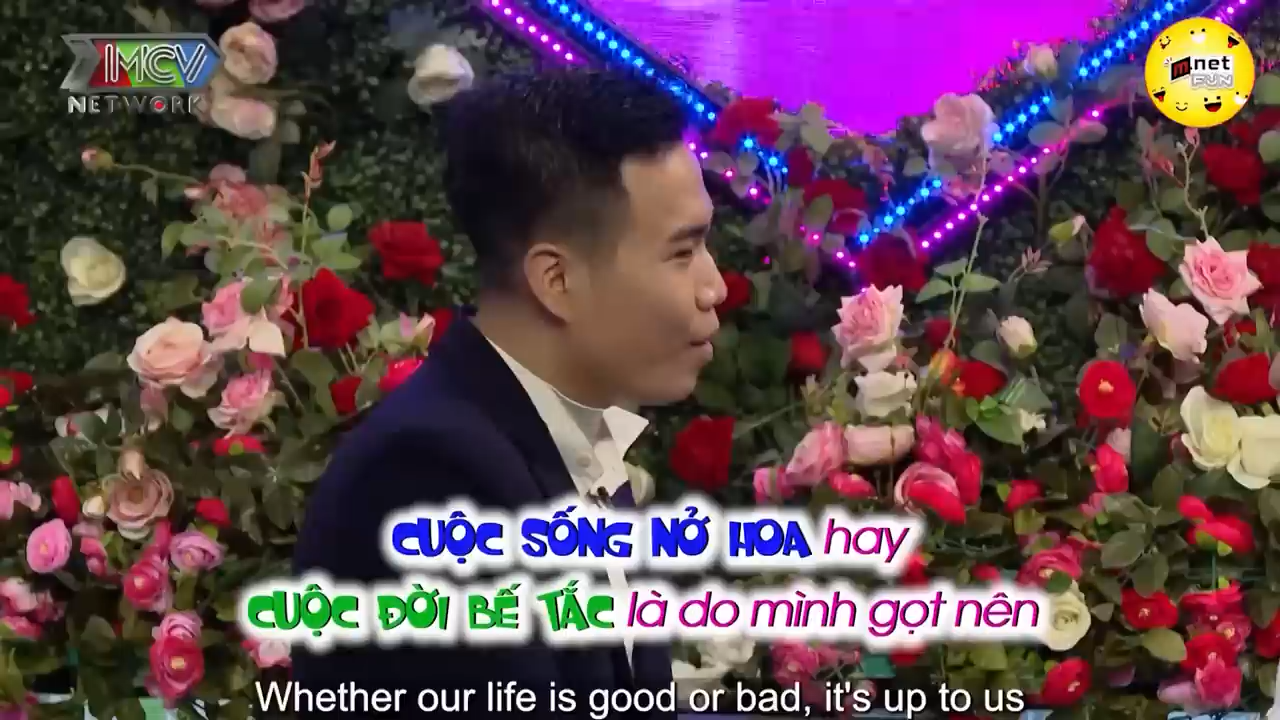 MCV
NETWORK
m.net
FUN
CUỘC SỐNG NỞ HOA hay
CUỘC ĐỜI BẾ TẮC là do mình gọt nên
Whether our life is good or bad, it's up to us